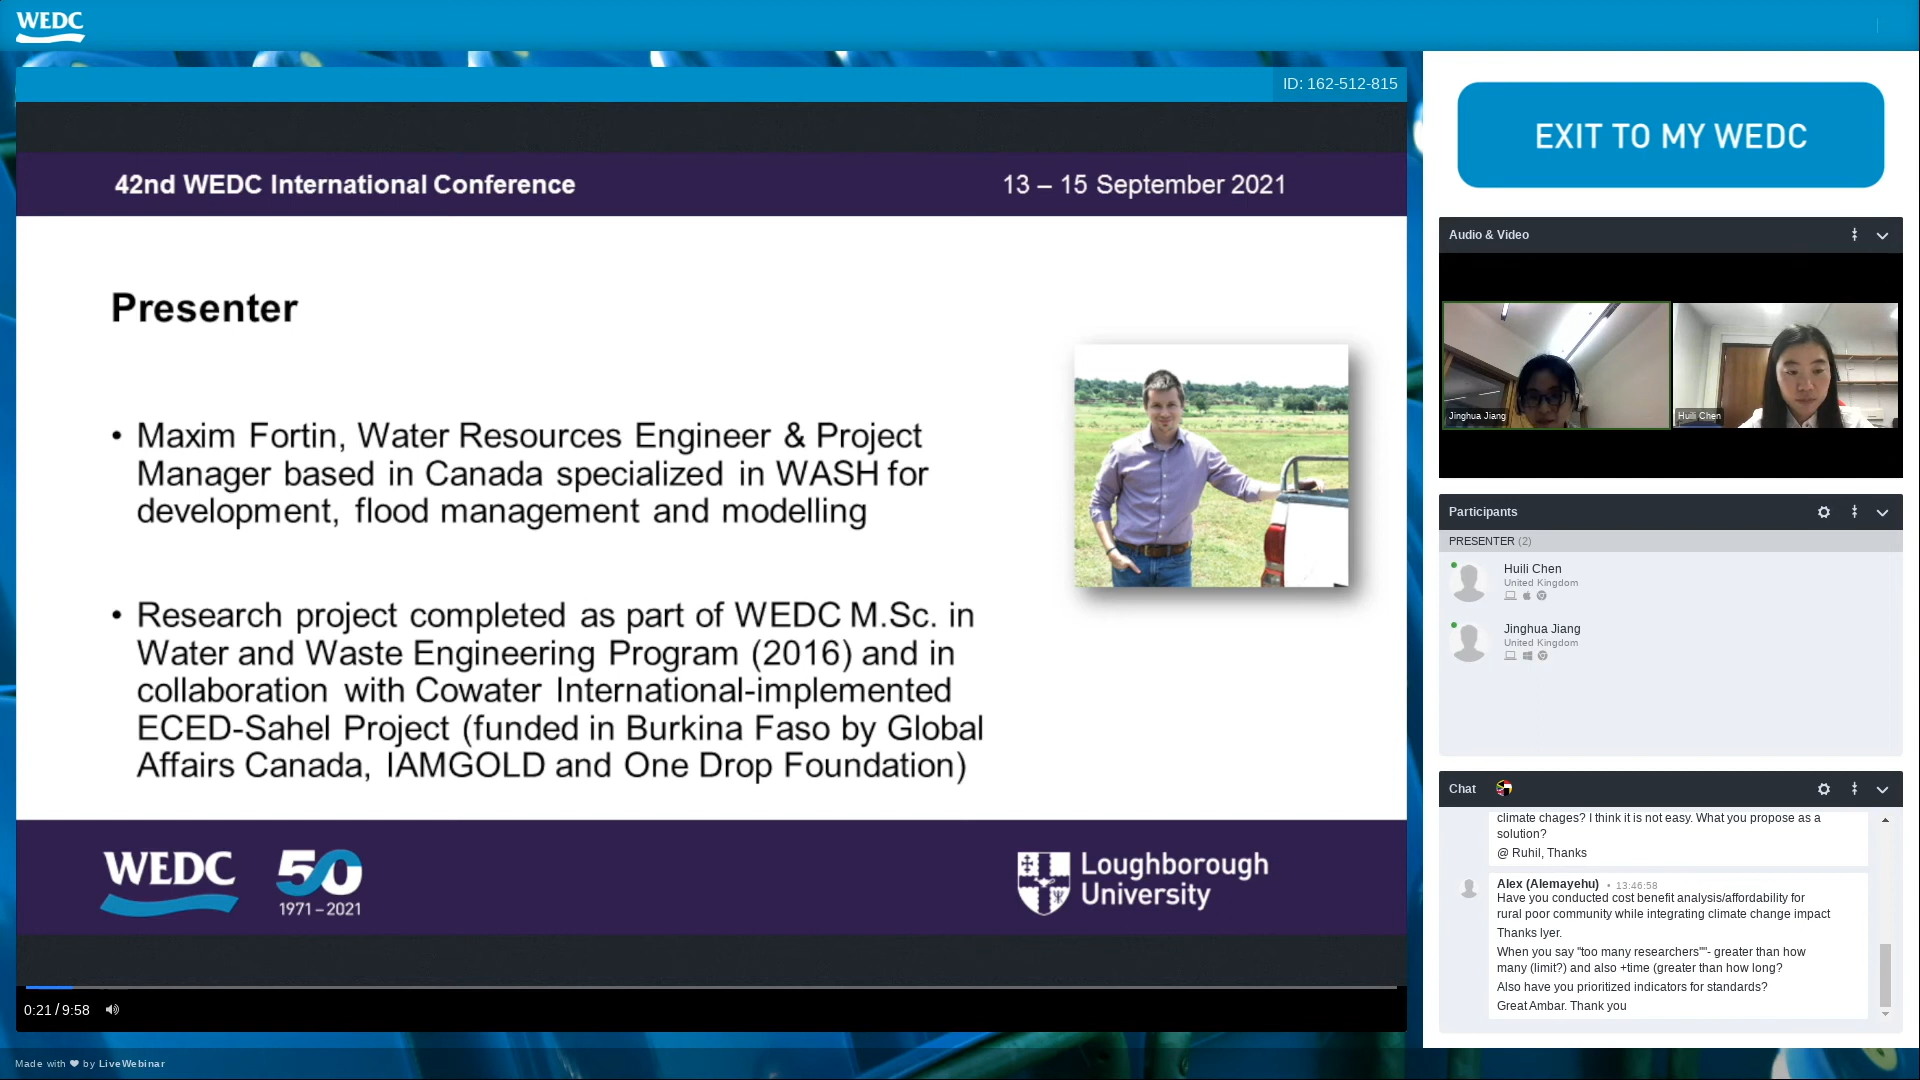 WEDC
ID: 162-512-815
42nd WEDC International Conference
13 – 15 September 2021
Presenter
• Maxim Fortin, Water Resources Engineer & Project
Manager based in Canada specialized in WASH for
development, flood management and modelling
• Research project completed as part of WEDC M.Sc. in
Water and Waste Engineering Program (2016) and in
collaboration with Cowater International-implemented
ECED-Sahel Project (funded in Burkina Faso by Global
Affairs Canada, IAMGOLD and One Drop Foundation)
WEDC
50
1971 – 2021
Loughborough
University
0:21 / 9:58
Made with ❤ by LiveWebinar
EXIT TO MY WEDC
Audio & Video
Jinghua Jiang
Huili Chen
Participants
PRESENTER (2)
Huili Chen
United Kingdom
Jinghua Jiang
United Kingdom
Chat
climate chages? I think it is not easy. What you propose as a
solution?
@ Ruhil, Thanks
Alex (Alemayehu) • 13:46:58
Have you conducted cost benefit analysis/affordability for
rural poor community while integrating climate change impact
Thanks Iyer.
When you say "too many researchers""- greater than how
many (limit?) and also +time (greater than how long?
Also have you prioritized indicators for standards?
Great Ambar. Thank you